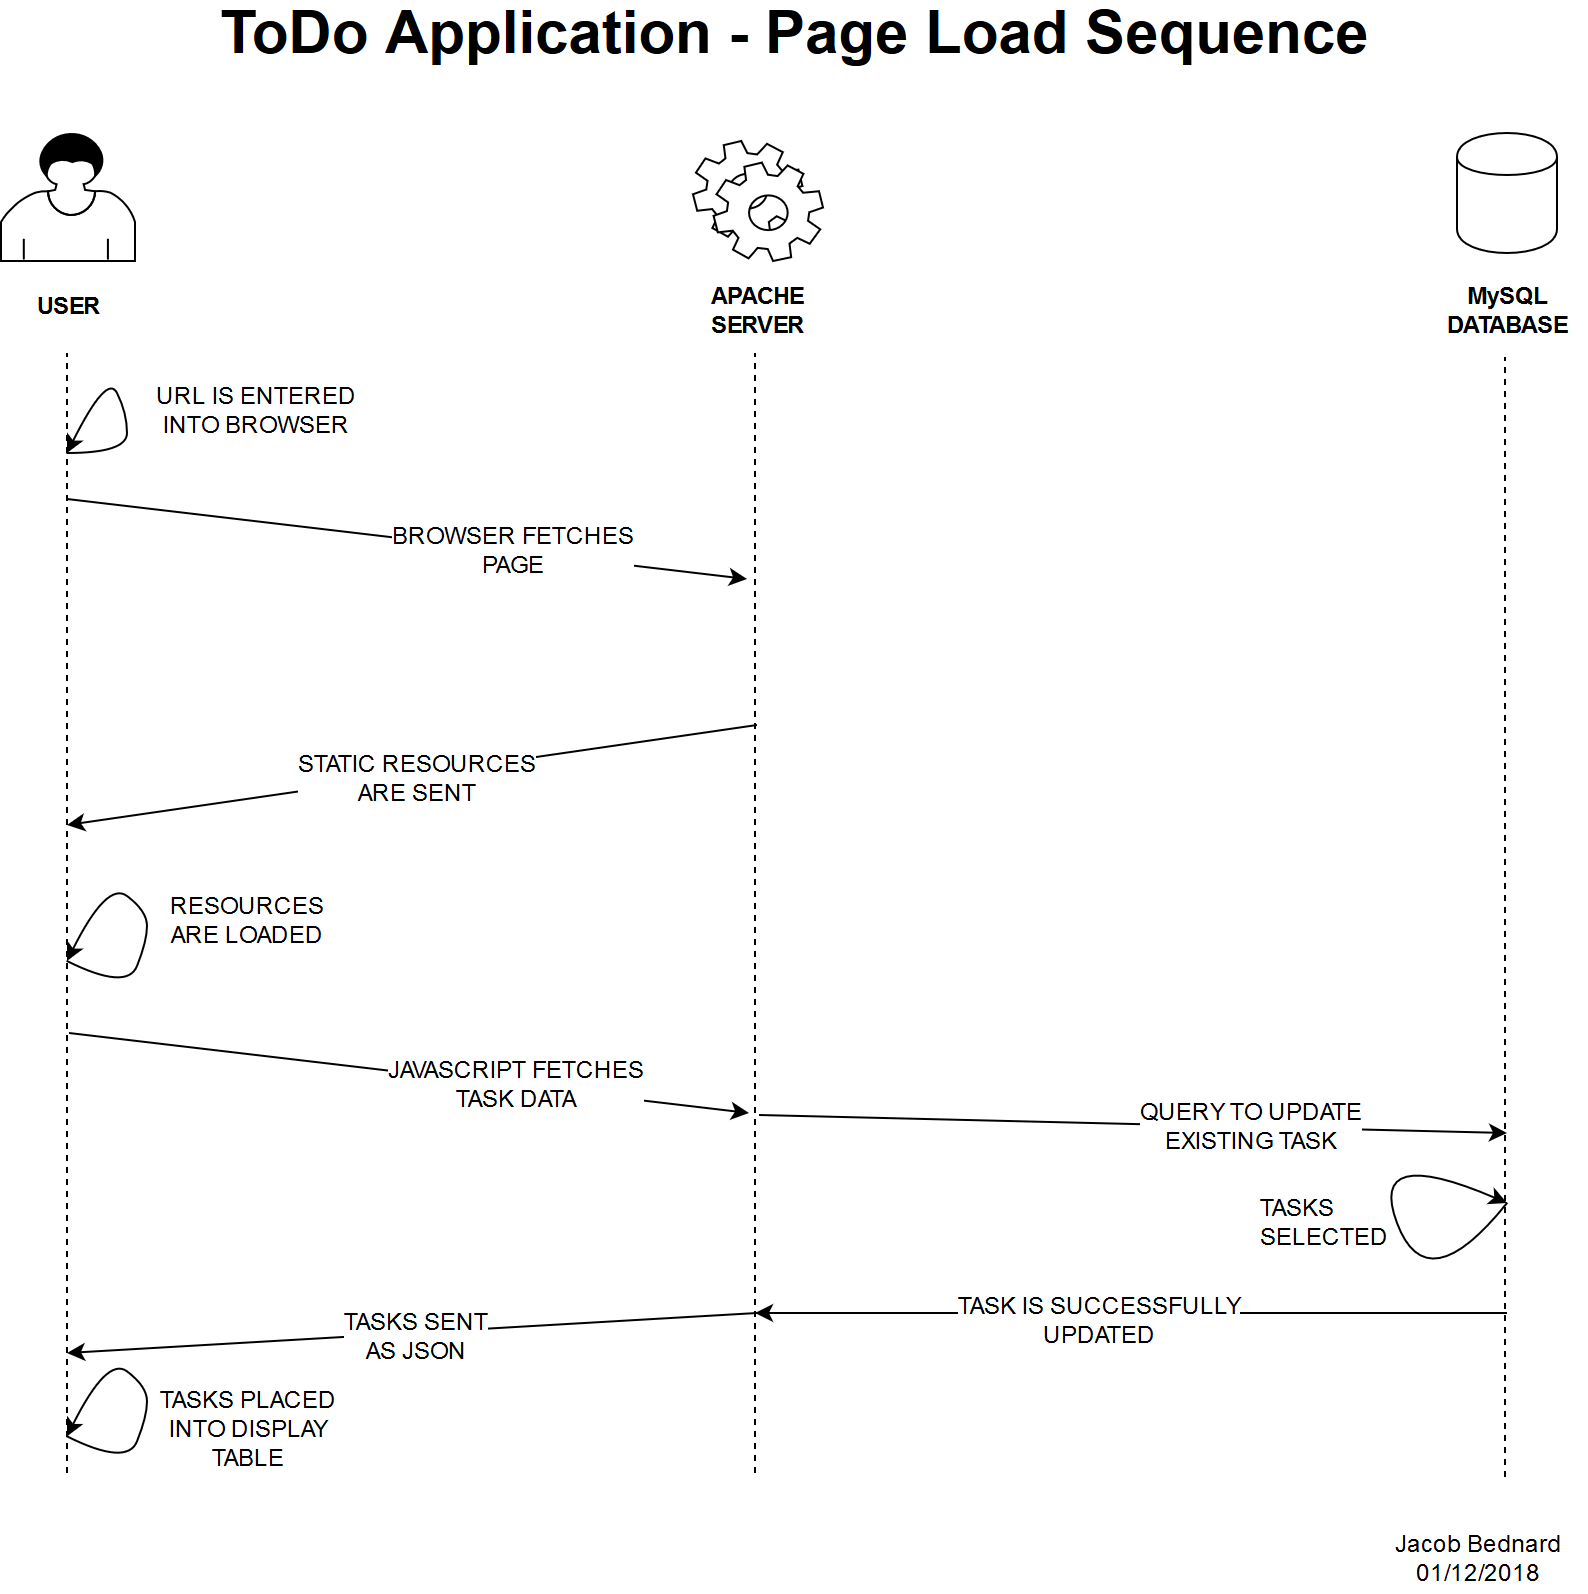 ToDo Application - Page Load Sequence
USER
APACHE
SERVER
MySQL
DATABASE
URL IS ENTERED
INTO BROWSER
BROWSER FETCHES
PAGE
STATIC RESOURCES
ARE SENT
RESOURCES
ARE LOADED
JAVASCRIPT FETCHES
TASK DATA
QUERY TO UPDATE
EXISTING TASK
TASKS
SELECTED
TASK IS SUCCESSFULLY
UPDATED
TASKS SENT
AS JSON
TASKS PLACED
INTO DISPLAY
TABLE
Jacob Bednard
01/12/2018